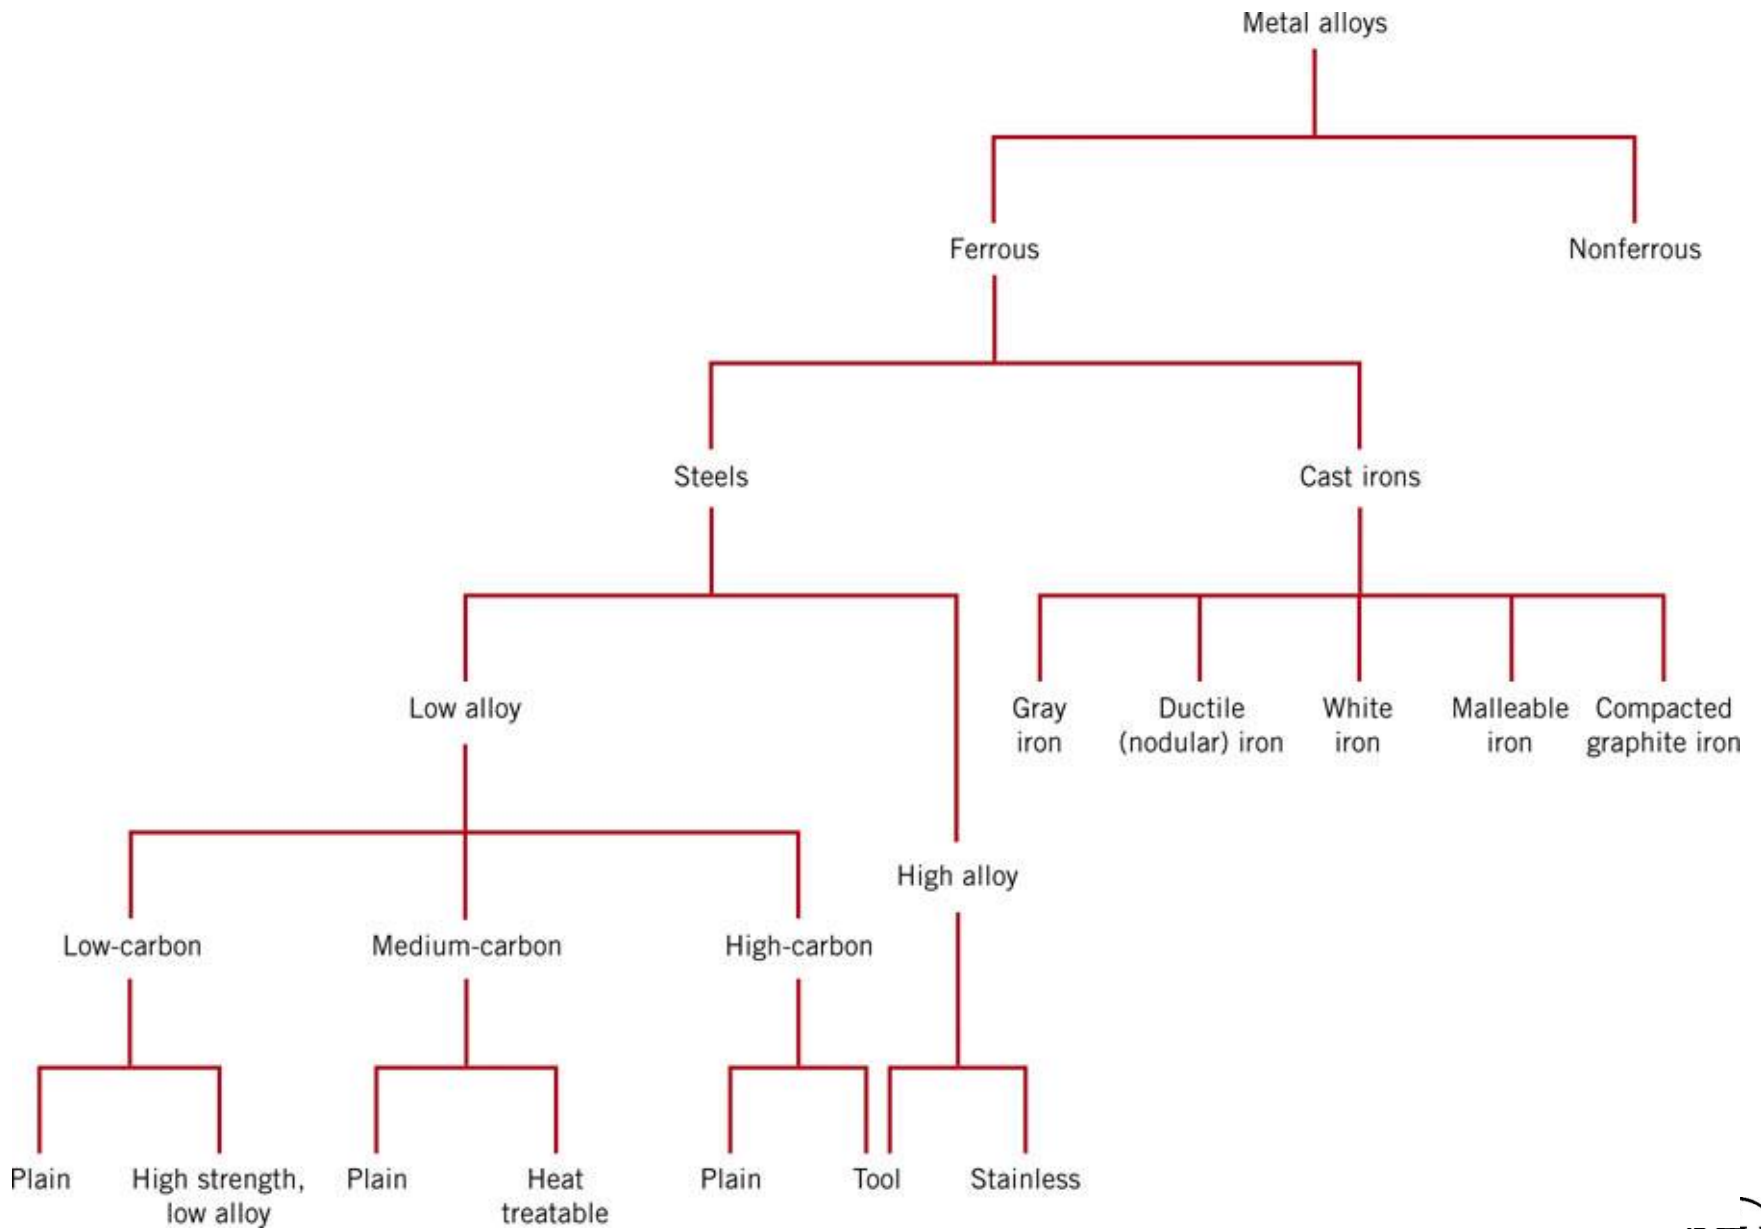 Metal alloys
Ferrous
Nonferrous
Steels
Cast irons
Low alloy
Gray
iron
Ductile
(nodular) iron
White
iron
Malleable
iron
Compacted
graphite iron
High alloy
Low-carbon
Medium-carbon
High-carbon
Plain
High strength,
low alloy
Plain
Heat
treatable
Plain
Tool
Stainless